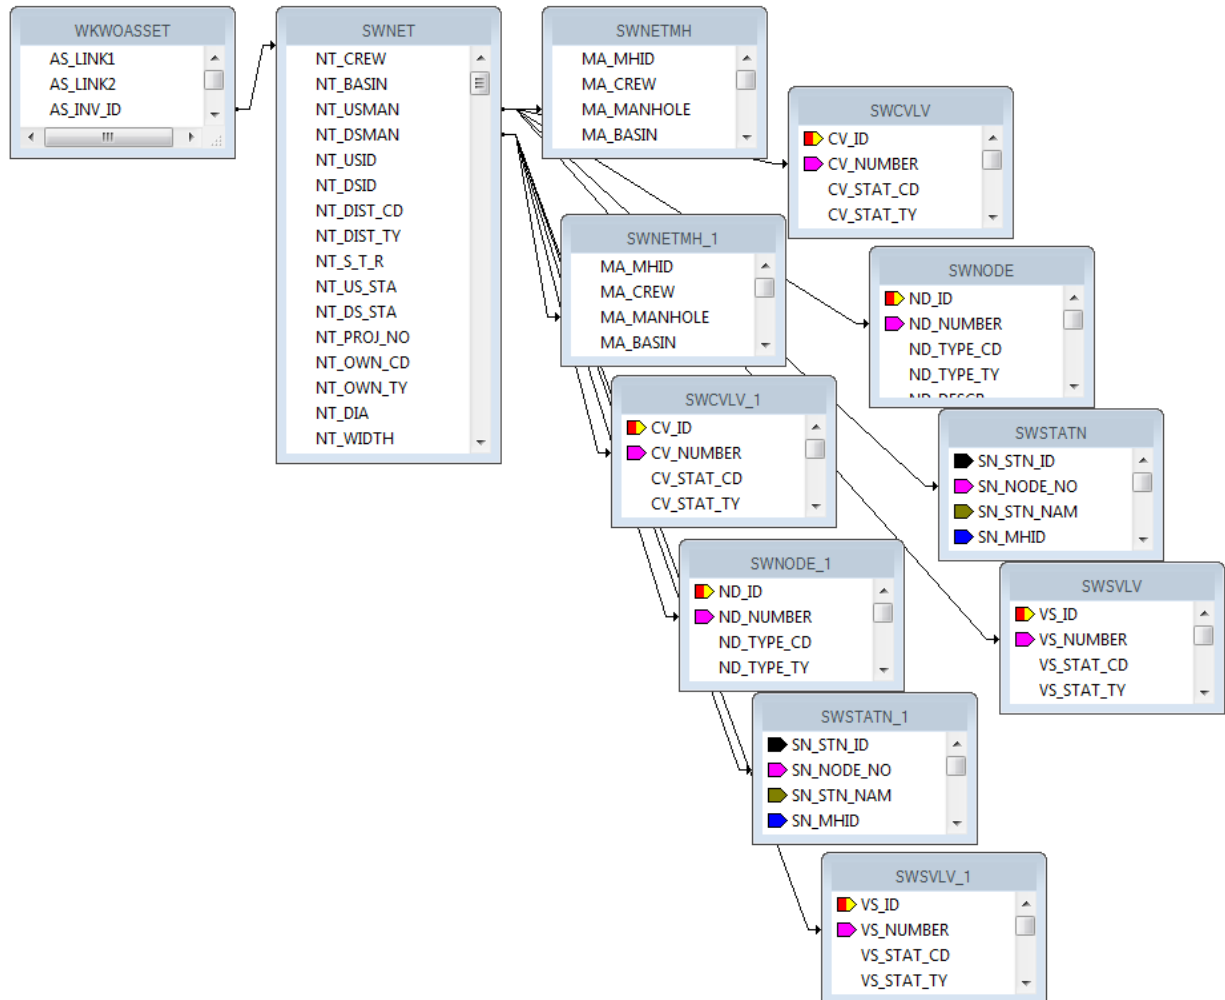 WKWOASSET
AS_LINK1
AS_LINK2
AS_INV_ID
SWNET
NT_CREW
NT_BASIN
NT_USMAN
NT_DSMAN
NT_USID
NT_DSID
NT_DIST_CD
NT_DIST_TY
NT_S_T_R
NT_US_STA
NT_DS_STA
NT_PROJ_NO
NT_OWN_CD
NT_OWN_TY
NT_DIA
NT_WIDTH
SWNETMH
MA_MHID
MA_CREW
MA_MANHOLE
MA_BASIN
SWCVLV
CV_ID
CV_NUMBER
CV_STAT_CD
CV_STAT_TY
SWNETMH_1
MA_MHID
MA_CREW
MA_MANHOLE
MA_BASIN
SWNODE
ND_ID
ND_NUMBER
ND_TYPE_CD
ND_TYPE_TY
SWCVLV_1
CV_ID
CV_NUMBER
CV_STAT_CD
CV_STAT_TY
SWSTATN
SN_STN_ID
SN_NODE_NO
SN_STN_NAM
SN_MHID
SWNODE_1
ND_ID
ND_NUMBER
ND_TYPE_CD
ND_TYPE_TY
SWSVLV
VS_ID
VS_NUMBER
VS_STAT_CD
VS_STAT_TY
SWSTATN_1
SN_STN_ID
SN_NODE_NO
SN_STN_NAM
SN_MHID
SWSVLV_1
VS_ID
VS_NUMBER
VS_STAT_CD
VS_STAT_TY